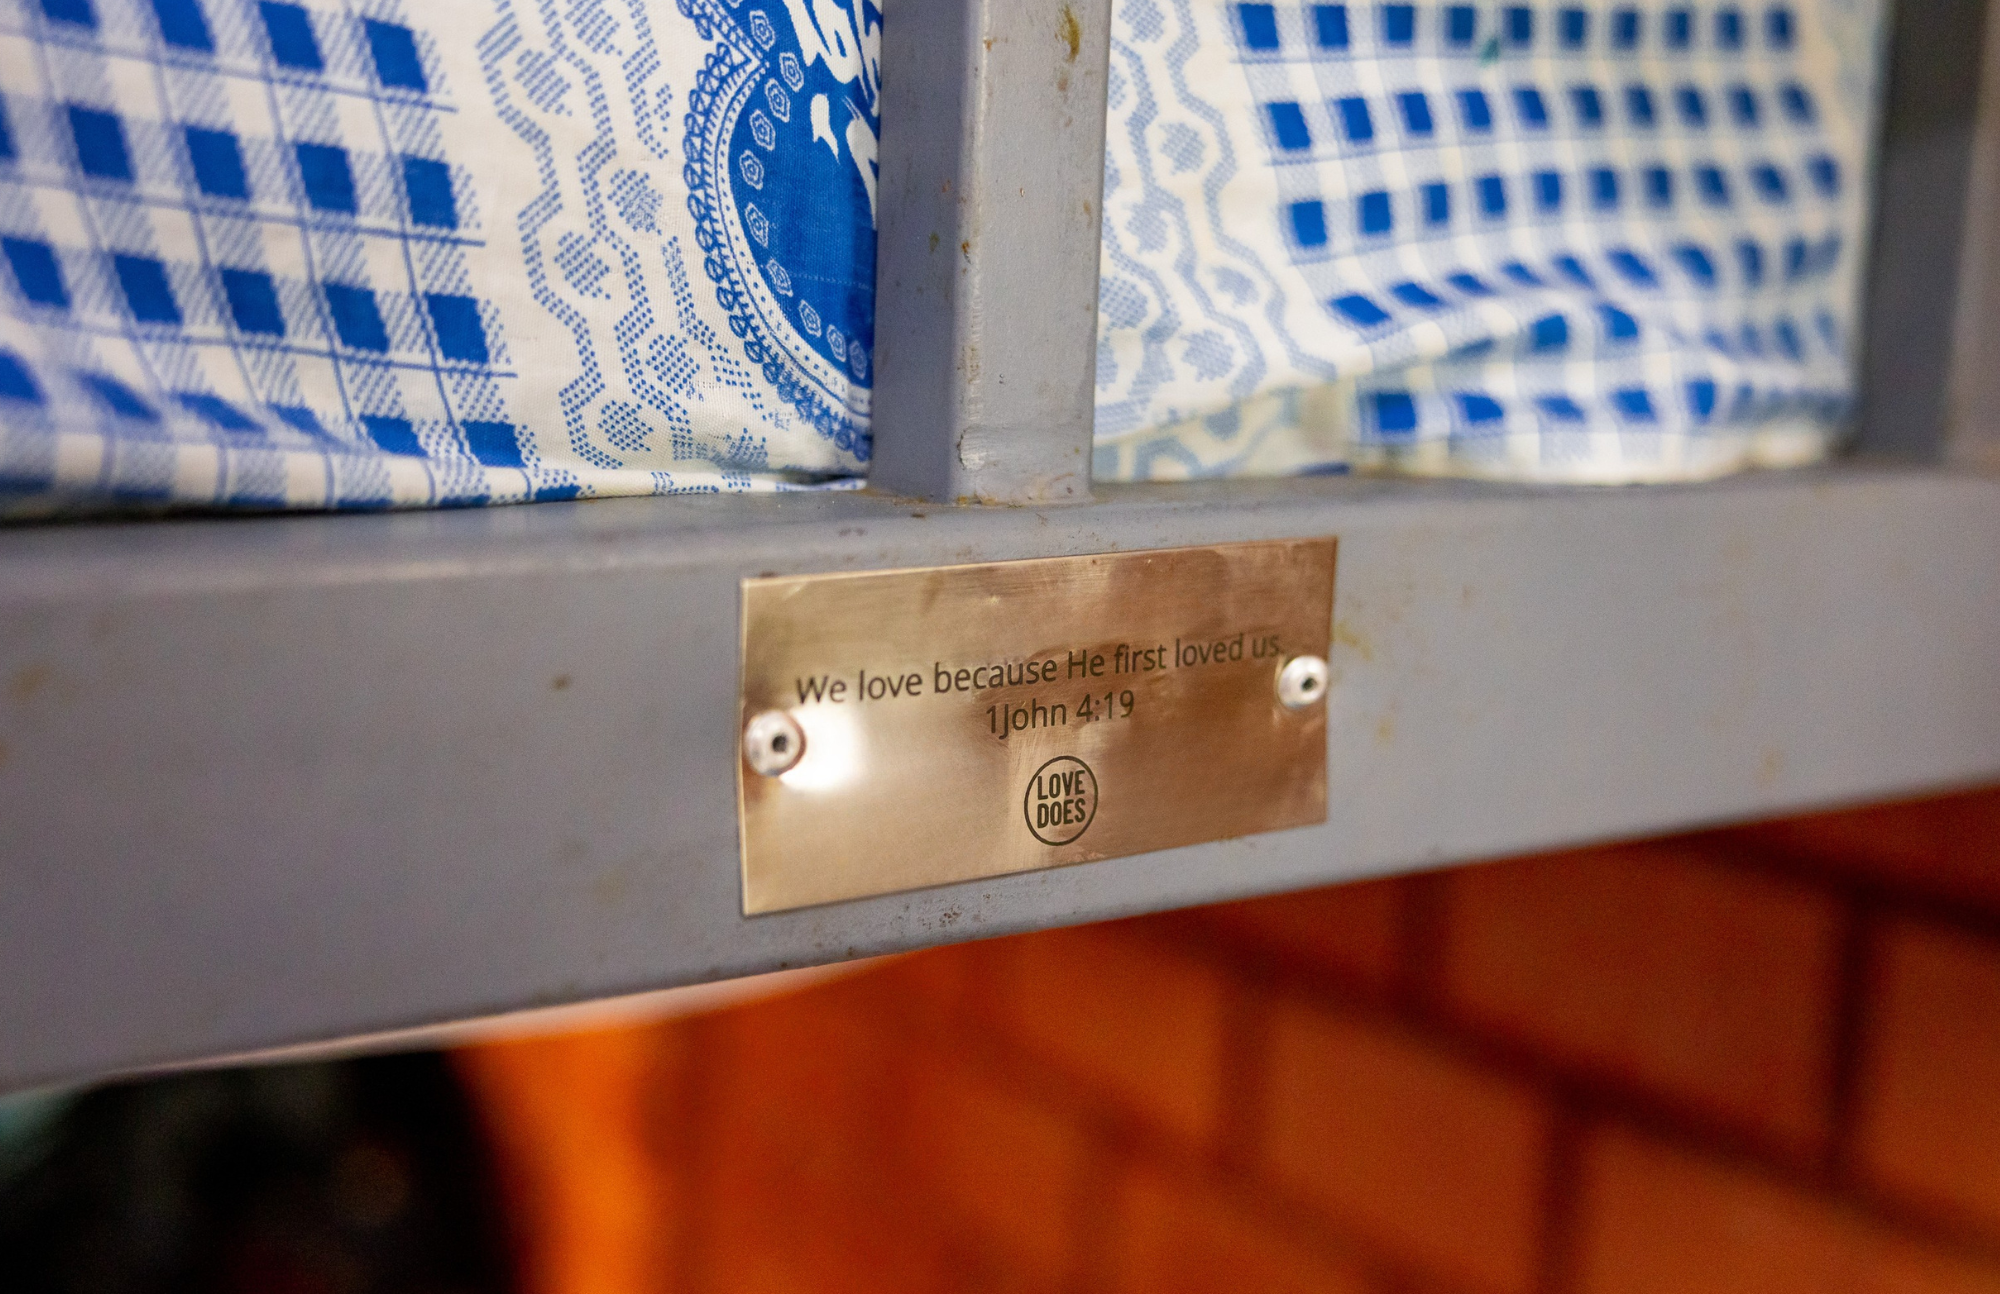 We love because He first loved us.
1John 4:19
LOVE
DOES